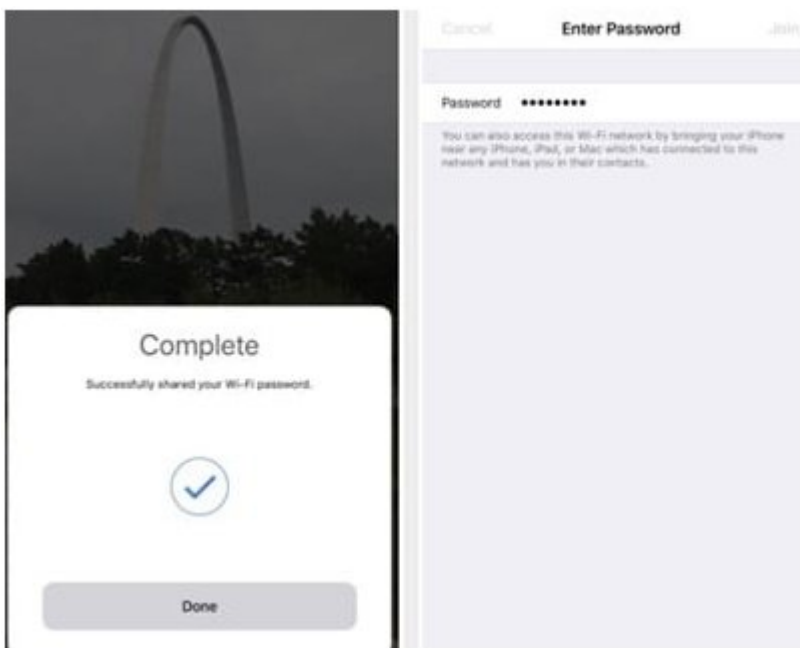 Complete
Successfully shared your Wi-Fi password.
Done
Cancel
Enter Password
Join
Password ••••••••
You can also access this Wi-Fi network by bringing your iPhone
near any iPhone, iPad, or Mac which has connected to this
network and has you in their contacts.